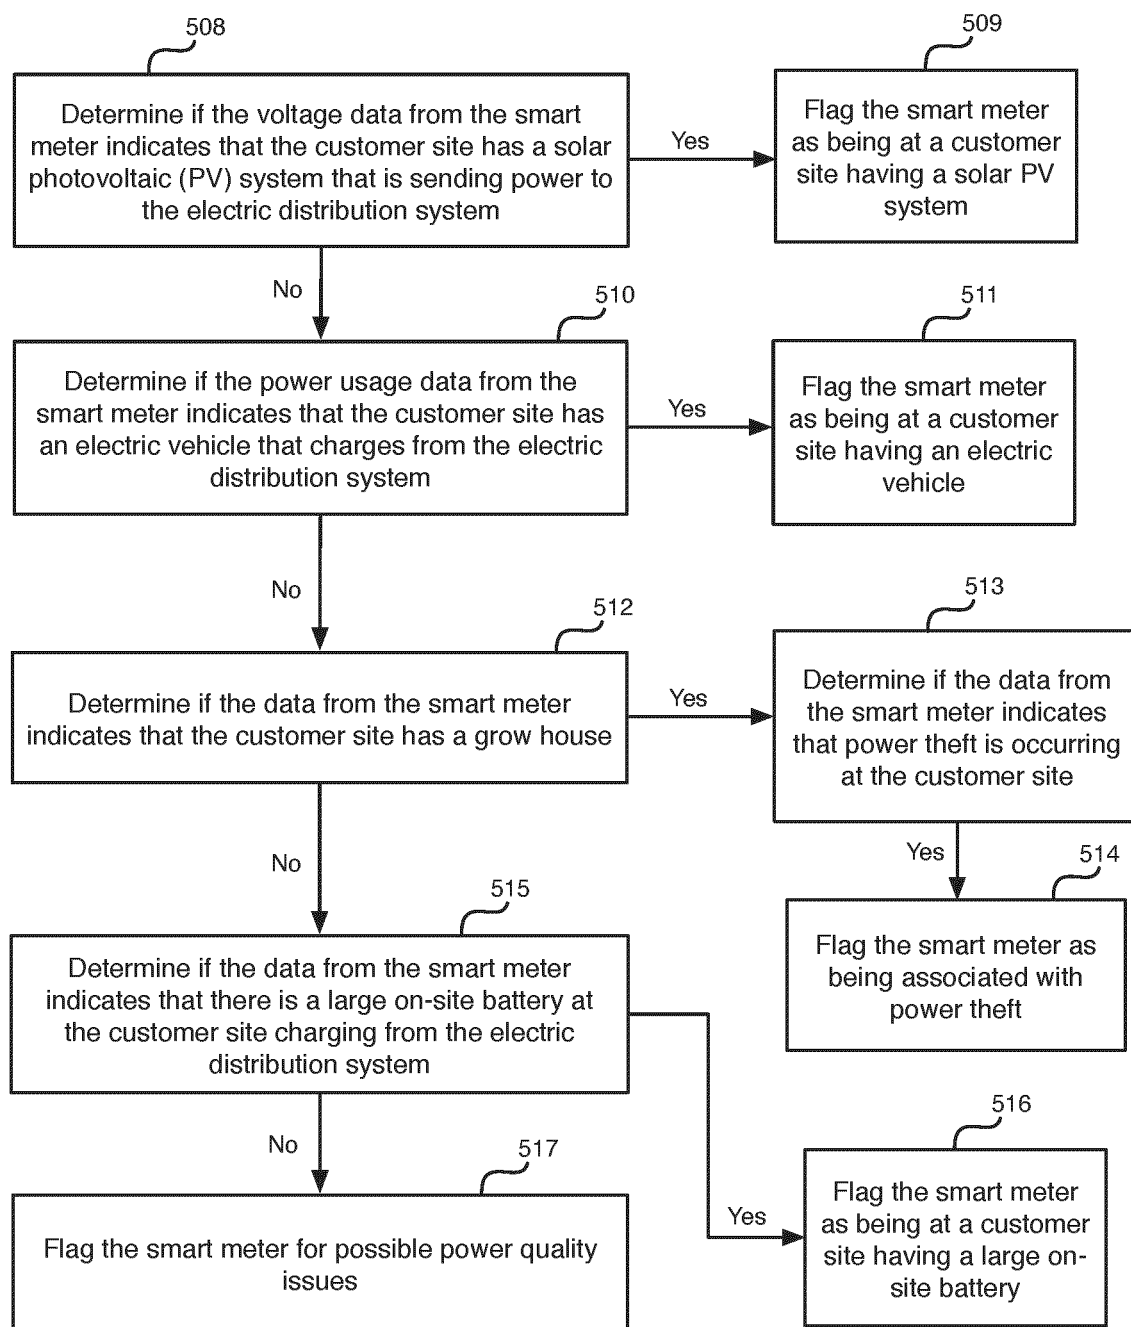 508
509
Determine if the voltage data from the smart
meter indicates that the customer site has a solar
photovoltaic (PV) system that is sending power to
the electric distribution system
Yes
Flag the smart meter
as being at a customer
site having a solar PV
system
No
510
511
Determine if the power usage data from the
smart meter indicates that the customer site has
an electric vehicle that charges from the electric
distribution system
Yes
Flag the smart meter
as being at a customer
site having an electric
vehicle
No
512
513
Determine if the data from the smart meter
indicates that the customer site has a grow house
Yes
Determine if the data from
the smart meter indicates
that power theft is occurring
at the customer site
No
Yes
514
515
Flag the smart meter as
being associated with
power theft
Determine if the data from the smart meter
indicates that there is a large on-site battery at
the customer site charging from the electric
distribution system
No
516
517
Yes
Flag the smart meter
as being at a customer
site having a large on-
site battery
Flag the smart meter for possible power quality
issues